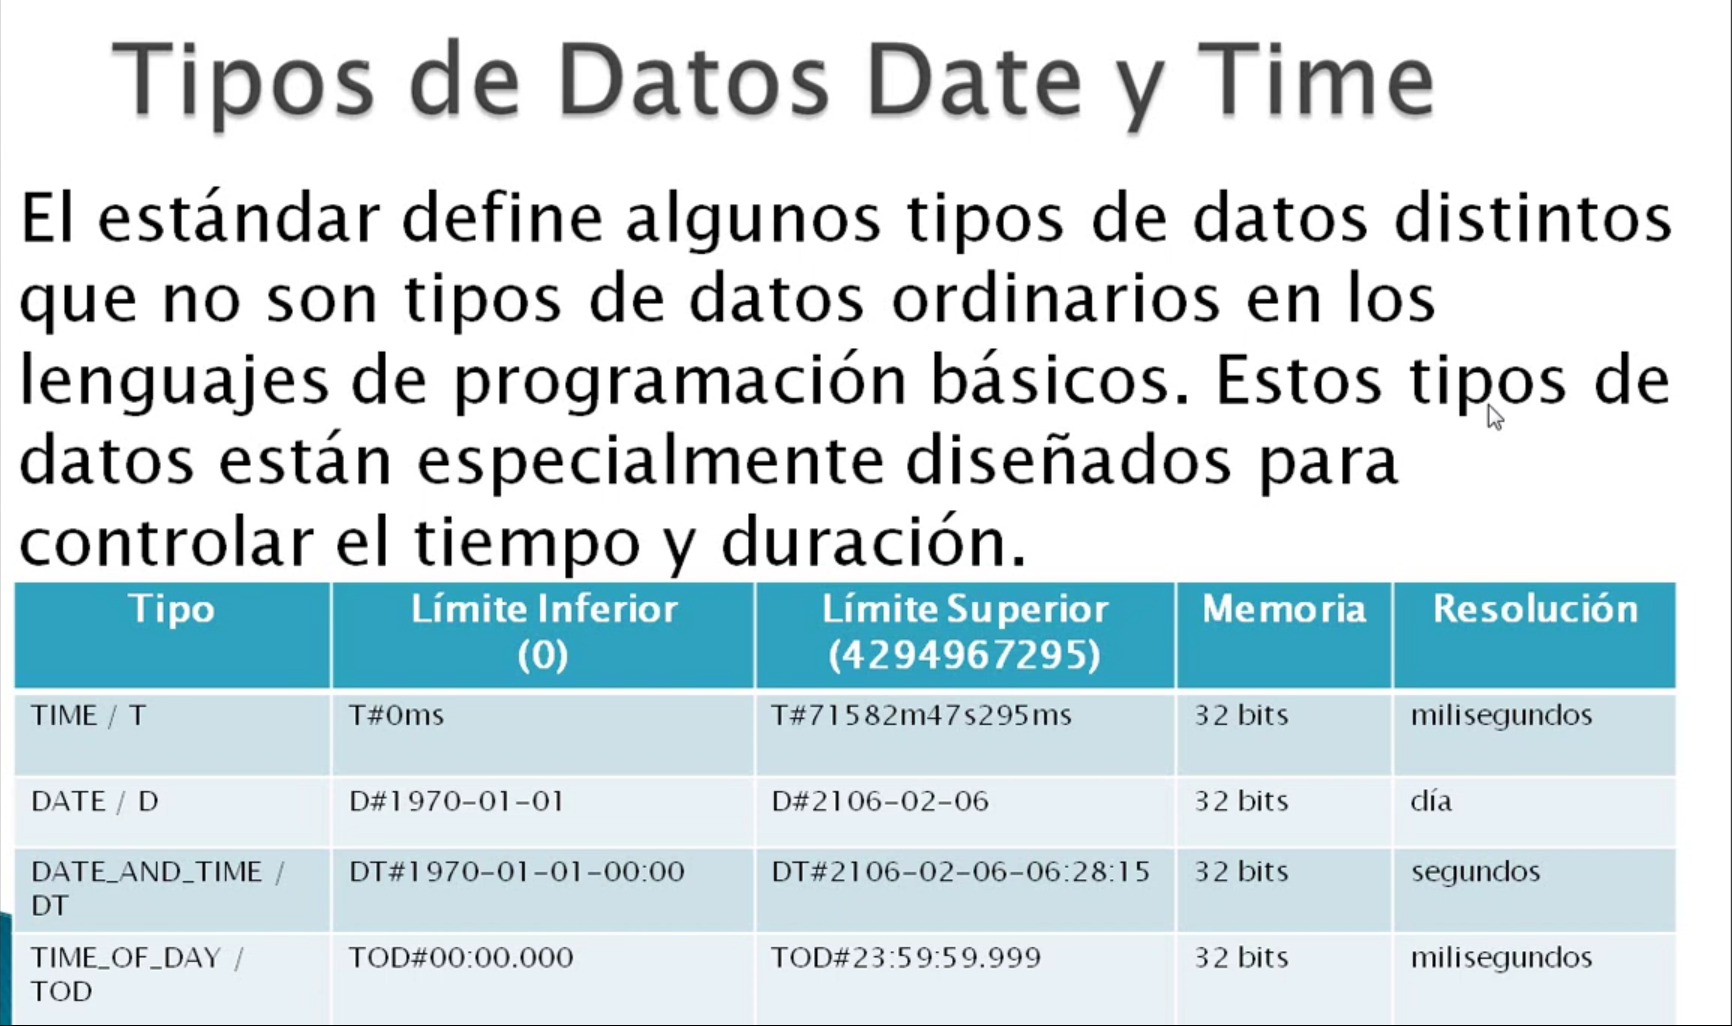 Tipos de Datos Date y Time
El estándar define algunos tipos de datos distintos
que no son tipos de datos ordinarios en los
lenguajes de programación básicos. Estos tipos de
datos están especialmente diseñados para
controlar el tiempo y duración.
Tipo Límite Inferior (0) Límite Superior (4294967295) Memoria Resolución
TIME / T T#0ms T#71582m47s295ms 32 bits milisegundos
DATE / D D#1970-01-01 D#2106-02-06 32 bits día
DATE_AND_TIME / DT DT#1970-01-01-00:00 DT#2106-02-06-06:28:15 32 bits segundos
TIME_OF_DAY / TOD TOD#00:00.000 TOD#23:59:59.999 32 bits milisegundos